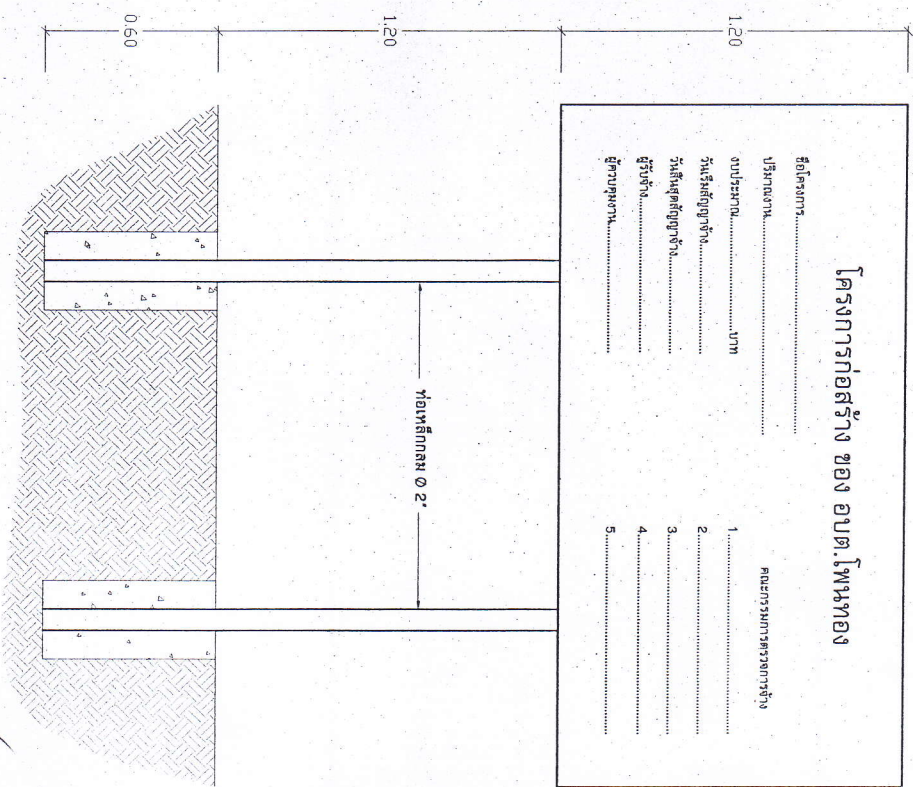 โครงการก่อสร้าง ของ อบต.โพนทอง
ชื่อโครงการ..............................
ปริมาณงาน..............................
งบประมาณ..............................บาท
วันเริ่มสัญญาจ้าง..............................
วันสิ้นสุดสัญญาจ้าง..............................
ผู้รับจ้าง..............................
ผู้ควบคุมงาน..............................
คณะกรรมการตรวจการจ้าง
1..............................
2..............................
3..............................
4..............................
5..............................
ท่อเหล็กกลม Ø 2"
1.20
1.20
0.60